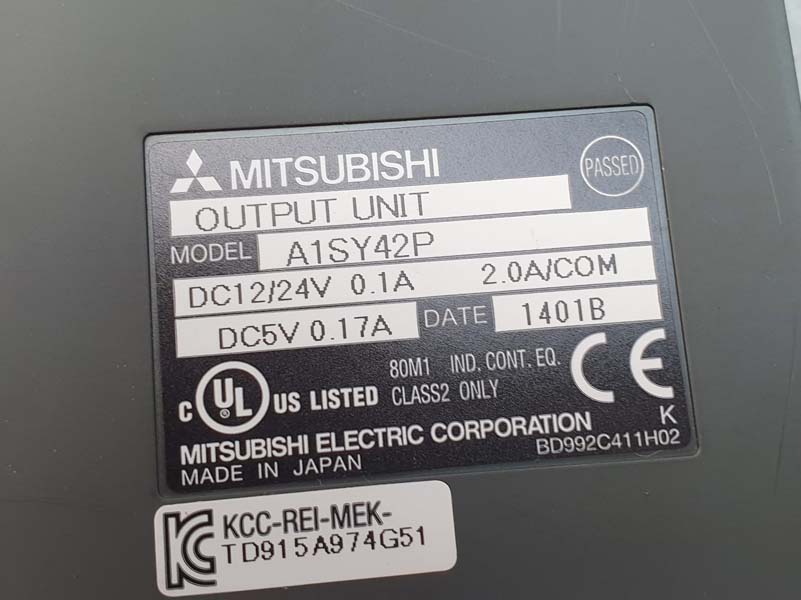 MITSUBISHI
PASSED
OUTPUT UNIT
MODEL A1SY42P
DC12/24V 0.1A 2.0A/COM
DC5V 0.17A DATE 1401B
C UL US LISTED 80M1 IND. CONT. EQ.
CLASS2 ONLY CE
MITSUBISHI ELECTRIC CORPORATION K
MADE IN JAPAN BD992C411H02
KCC-REI-MEK-
TD915A974G51